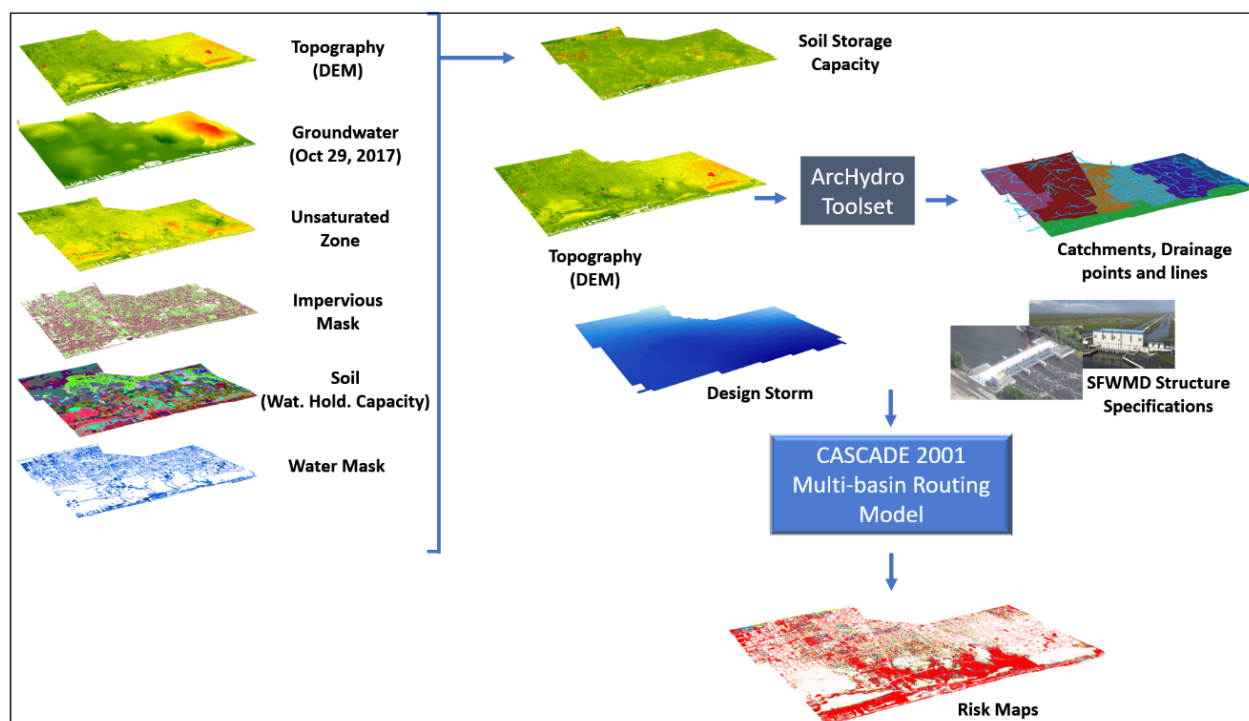 Topography
(DEM)
Groundwater
(Oct 29, 2017)
Unsaturated
Zone
Impervious
Mask
Soil
(Wat. Hold. Capacity)
Water Mask
Soil Storage
Capacity
Topography
(DEM)
ArcHydro
Toolset
Catchments, Drainage
points and lines
Design Storm
SFWMD Structure
Specifications
CASCADE 2001
Multi-basin Routing
Model
Risk Maps